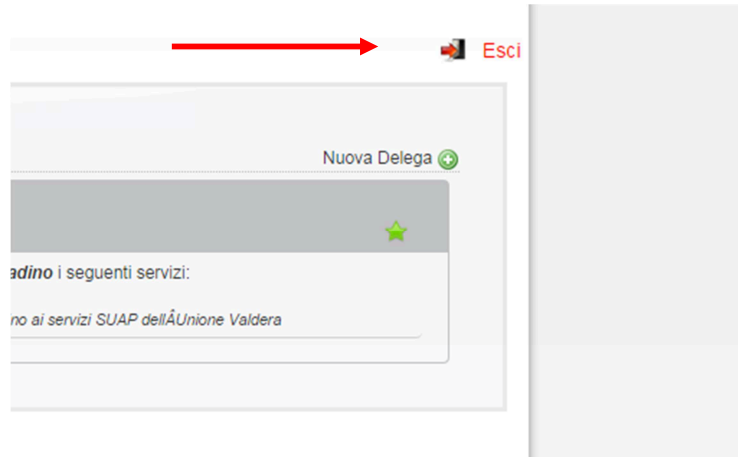 Esci
Nuova Delega
adino i seguenti servizi:
no ai servizi SUAP dellÂUnione Valdera